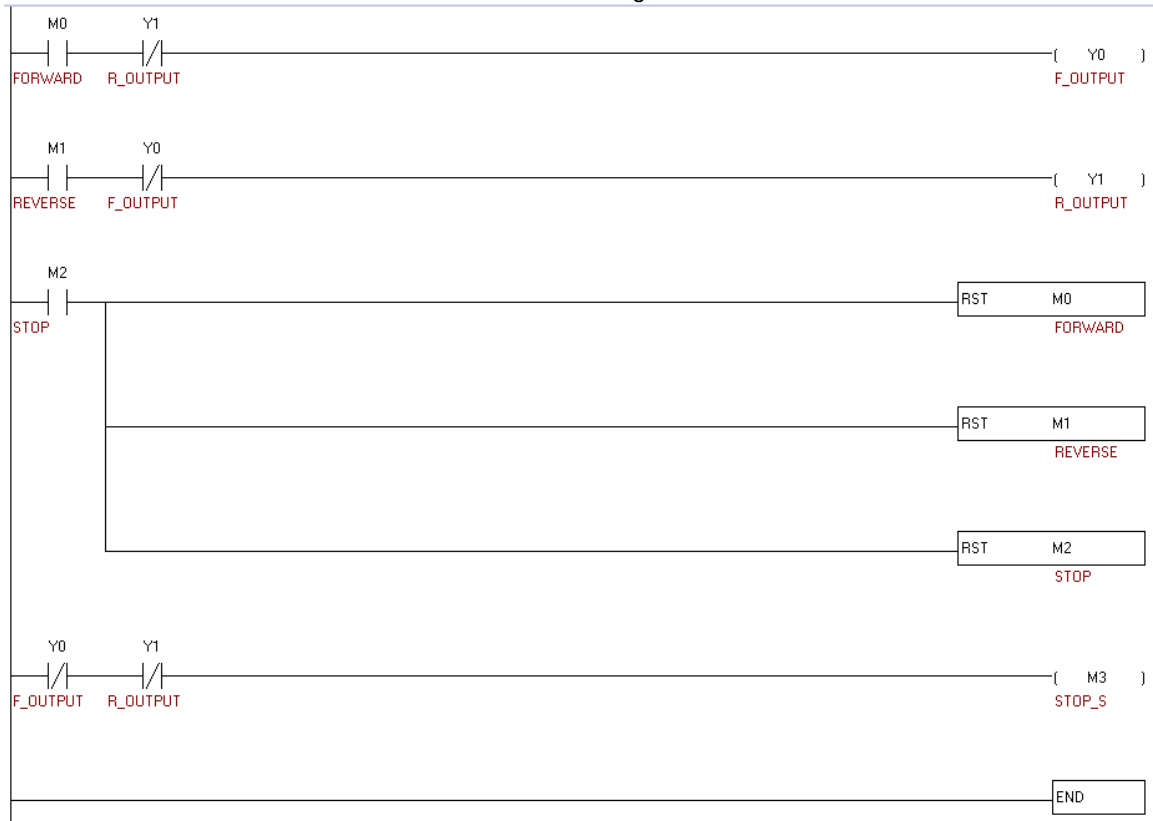 M0 Y1
( Y0 )
FORWARD R_OUTPUT F_OUTPUT
M1 Y0
( Y1 )
REVERSE F_OUTPUT R_OUTPUT
M2
RST M0
STOP FORWARD
RST M1
REVERSE
RST M2
STOP
Y0 Y1
( M3 )
F_OUTPUT R_OUTPUT STOP_S
END